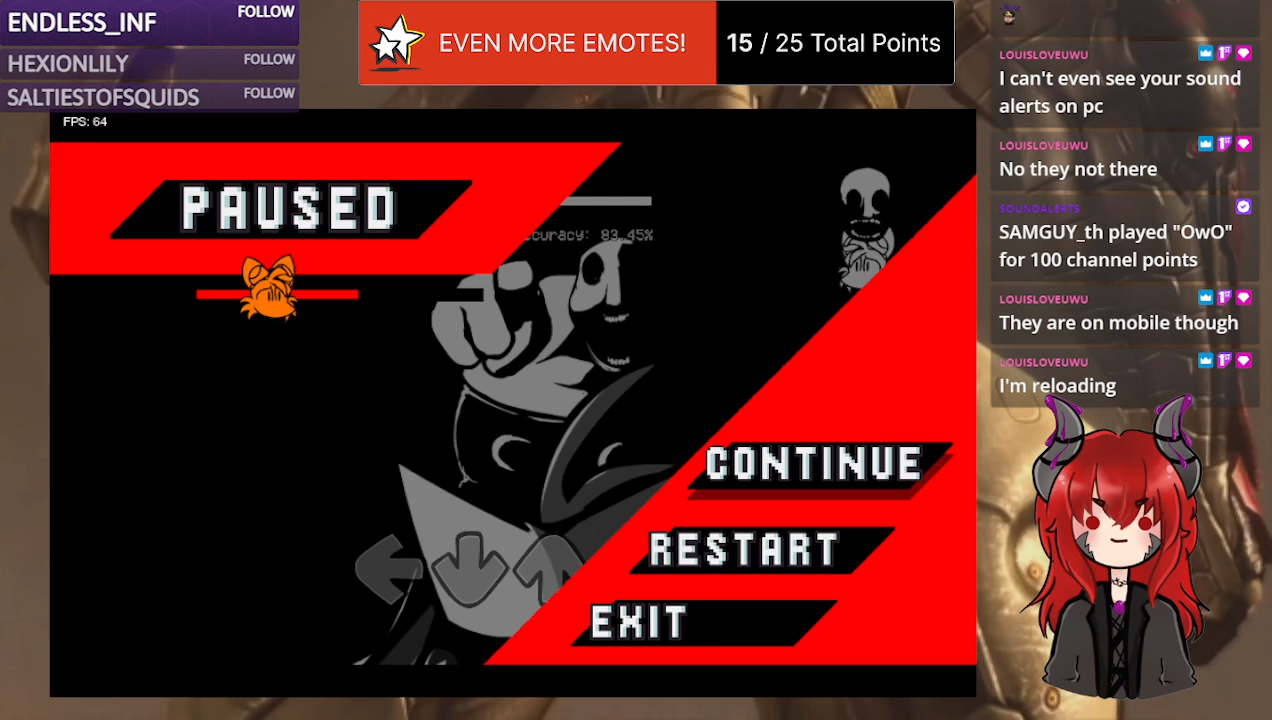 ENDLESS_INF
FOLLOW
HEXIONLILY
FOLLOW
SALTIESTOFSQUIDS
FOLLOW
EVEN MORE EMOTES!
15 / 25 Total Points
FPS: 64
PAUSED
curacy: 83.45%
CONTINUE
RESTART
EXIT
LOUISLOVEUWU
I can't even see your sound
alerts on pc
LOUISLOVEUWU
No they not there
SOUNDALERTS
SAMGUY_th played "OwO"
for 100 channel points
LOUISLOVEUWU
They are on mobile though
LOUISLOVEUWU
I'm reloading